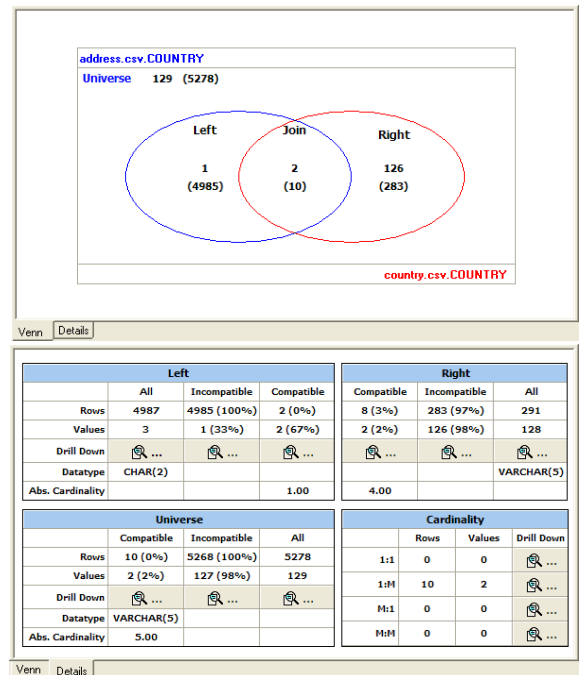 address.csv.COUNTRY
Universe 129 (5278)
Left Join Right
1 2 126
(4985) (10) (283)
country.csv.COUNTRY
Venn Details
Left
All Incompatible Compatible
Rows 4987 4985 (100%) 2 (0%)
Values 3 1 (33%) 2 (67%)
Drill Down ... ... ...
Datatype CHAR(2)
Abs. Cardinality 1.00
Right
Compatible Incompatible All
8 (3%) 283 (97%) 291
2 (2%) 126 (98%) 128
... ... ...
VARCHAR(5)
4.00
Universe
Compatible Incompatible All
Rows 10 (0%) 5268 (100%) 5278
Values 2 (2%) 127 (98%) 129
Drill Down ... ... ...
Datatype VARCHAR(5)
Abs. Cardinality 5.00
Cardinality
Rows Values Drill Down
1:1 0 0 ...
1:M 10 2 ...
M:1 0 0 ...
M:M 0 0 ...
Venn Details